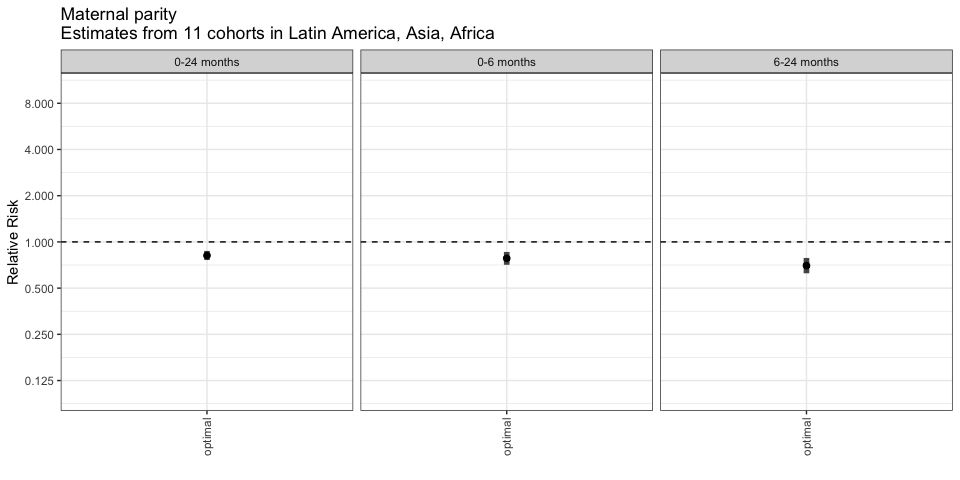 Maternal parity
Estimates from 11 cohorts in Latin America, Asia, Africa
0-24 months
0-6 months
6-24 months
Relative Risk
8.000
4.000
2.000
1.000
0.500
0.250
0.125
optimal
optimal
optimal